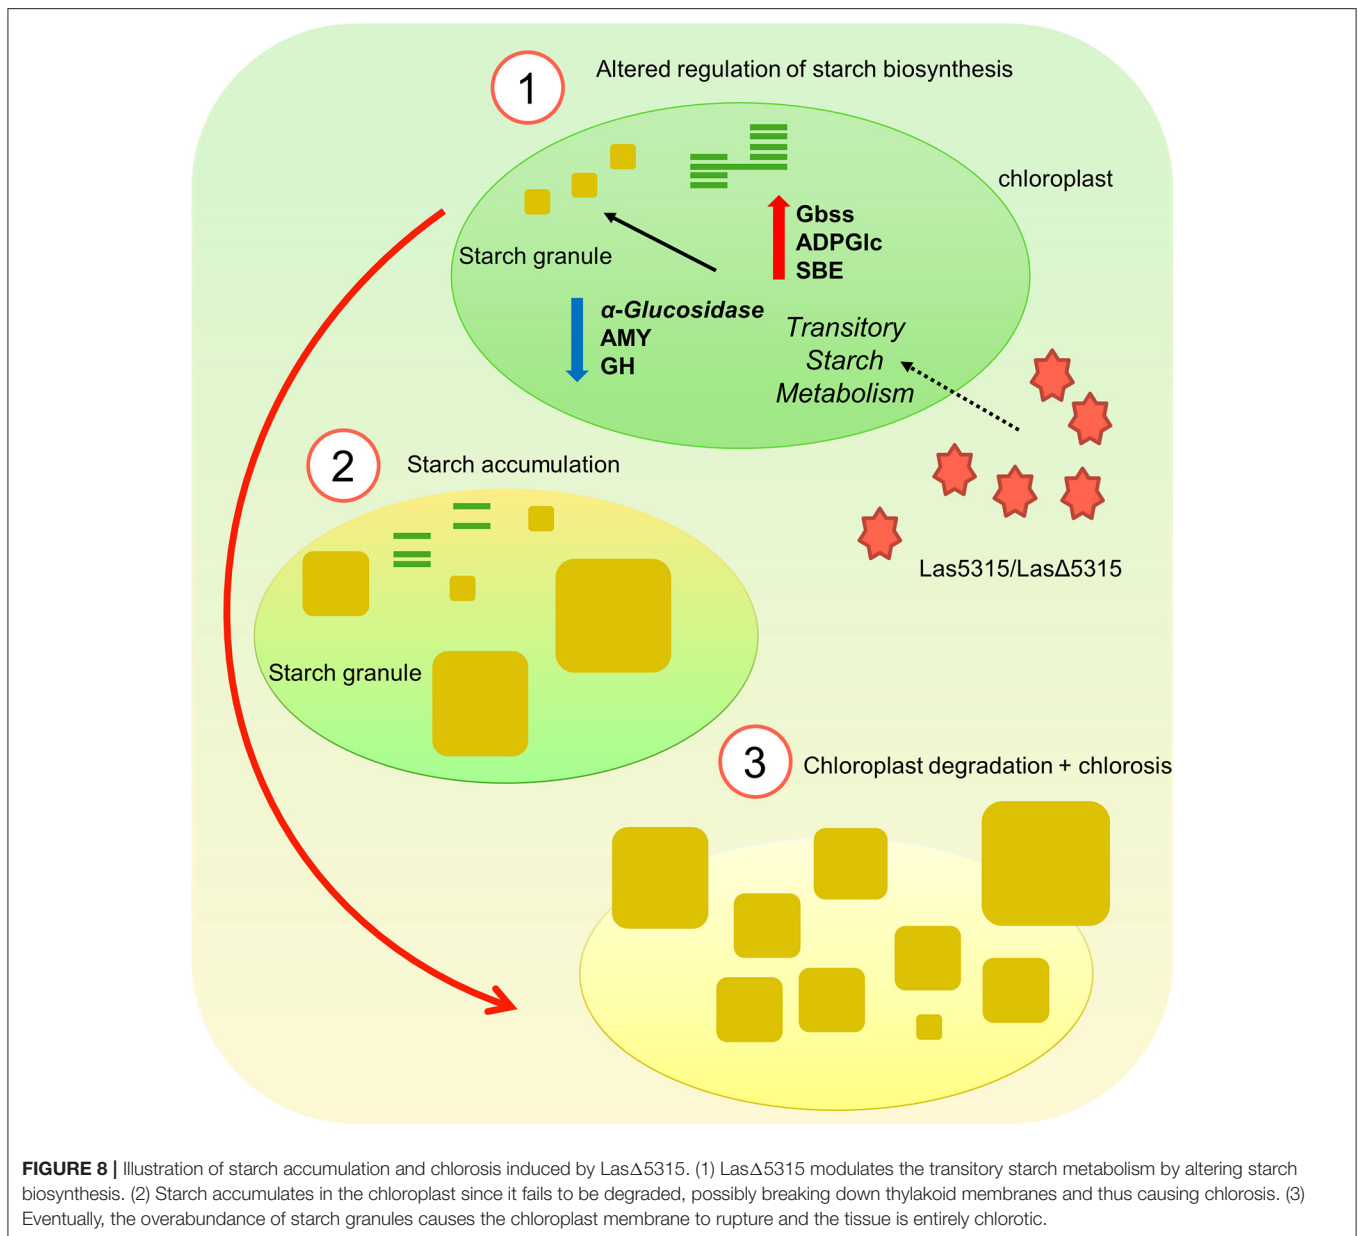 1
Altered regulation of starch biosynthesis
chloroplast
Gbss
ADPGlc
SBE
Starch granule
α-Glucosidase
AMY
GH
Transitory
Starch
Metabolism
2
Starch accumulation
Las5315/LasΔ5315
Starch granule
3
Chloroplast degradation + chlorosis
FIGURE 8 | Illustration of starch accumulation and chlorosis induced by LasΔ5315. (1) LasΔ5315 modulates the transitory starch metabolism by altering starch
biosynthesis. (2) Starch accumulates in the chloroplast since it fails to be degraded, possibly breaking down thylakoid membranes and thus causing chlorosis. (3)
Eventually, the overabundance of starch granules causes the chloroplast membrane to rupture and the tissue is entirely chlorotic.